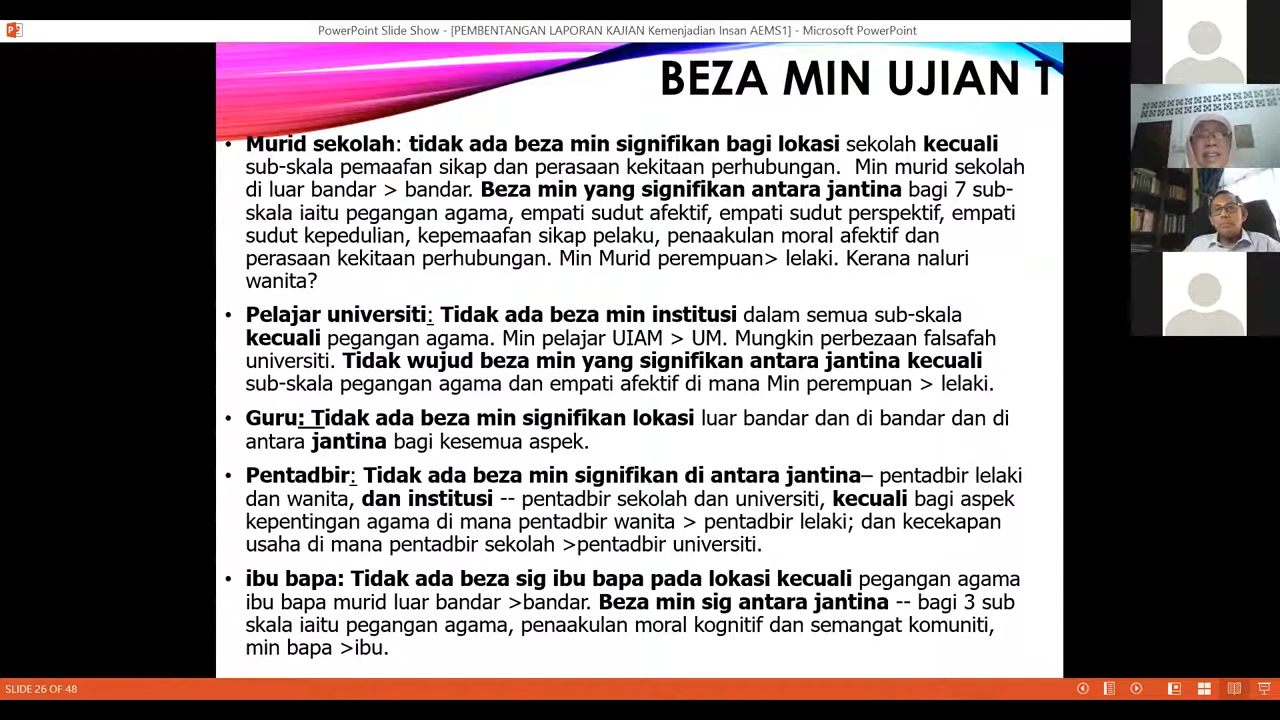 PowerPoint Slide Show - [PEMBENTANGAN LAPORAN KAJIAN Kemenjadian Insan AEMS1] - Microsoft PowerPoint
BEZA MIN UJIAN T
• Murid sekolah: tidak ada beza min signifikan bagi lokasi sekolah kecuali
sub-skala pemaafan sikap dan perasaan kekitaan perhubungan. Min murid sekolah
di luar bandar > bandar. Beza min yang signifikan antara jantina bagi 7 sub-
skala iaitu pegangan agama, empati sudut afektif, empati sudut perspektif, empati
sudut kepedulian, kepemaafan sikap pelaku, penaakulan moral afektif dan
perasaan kekitaan perhubungan. Min Murid perempuan> lelaki. Kerana naluri
wanita?
• Pelajar universiti: Tidak ada beza min institusi dalam semua sub-skala
kecuali pegangan agama. Min pelajar UIAM > UM. Mungkin perbezaan falsafah
universiti. Tidak wujud beza min yang signifikan antara jantina kecuali
sub-skala pegangan agama dan empati afektif di mana Min perempuan > lelaki.
• Guru: Tidak ada beza min signifikan lokasi luar bandar dan di bandar dan di
antara jantina bagi kesemua aspek.
• Pentadbir: Tidak ada beza min signifikan di antara jantina– pentadbir lelaki
dan wanita, dan institusi -- pentadbir sekolah dan universiti, kecuali bagi aspek
kepentingan agama di mana pentadbir wanita > pentadbir lelaki; dan kecekapan
usaha di mana pentadbir sekolah >pentadbir universiti.
• ibu bapa: Tidak ada beza sig ibu bapa pada lokasi kecuali pegangan agama
ibu bapa murid luar bandar >bandar. Beza min sig antara jantina -- bagi 3 sub
skala iaitu pegangan agama, penaakulan moral kognitif dan semangat komuniti,
min bapa >ibu.
SLIDE 26 OF 48